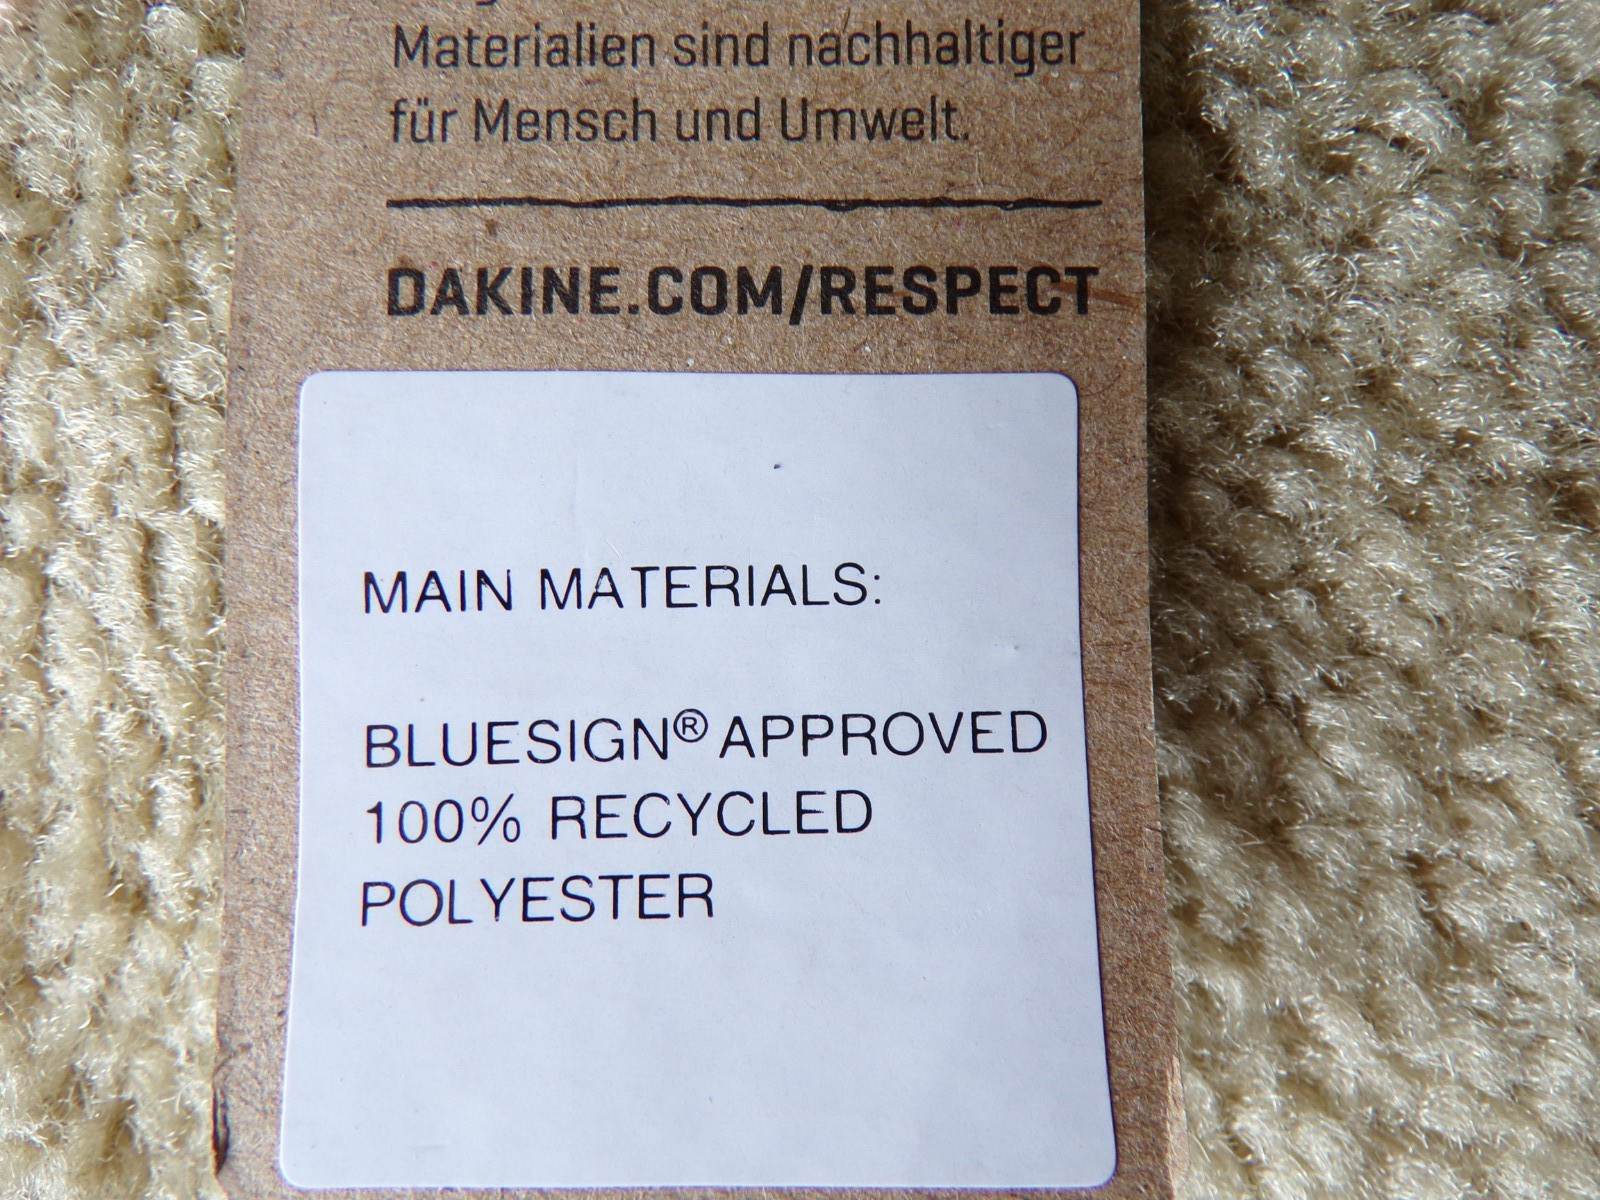 Materialien sind nachhaltiger
für Mensch und Umwelt.
DAKINE.COM/RESPECT
MAIN MATERIALS:
BLUESIGN® APPROVED
100% RECYCLED
POLYESTER